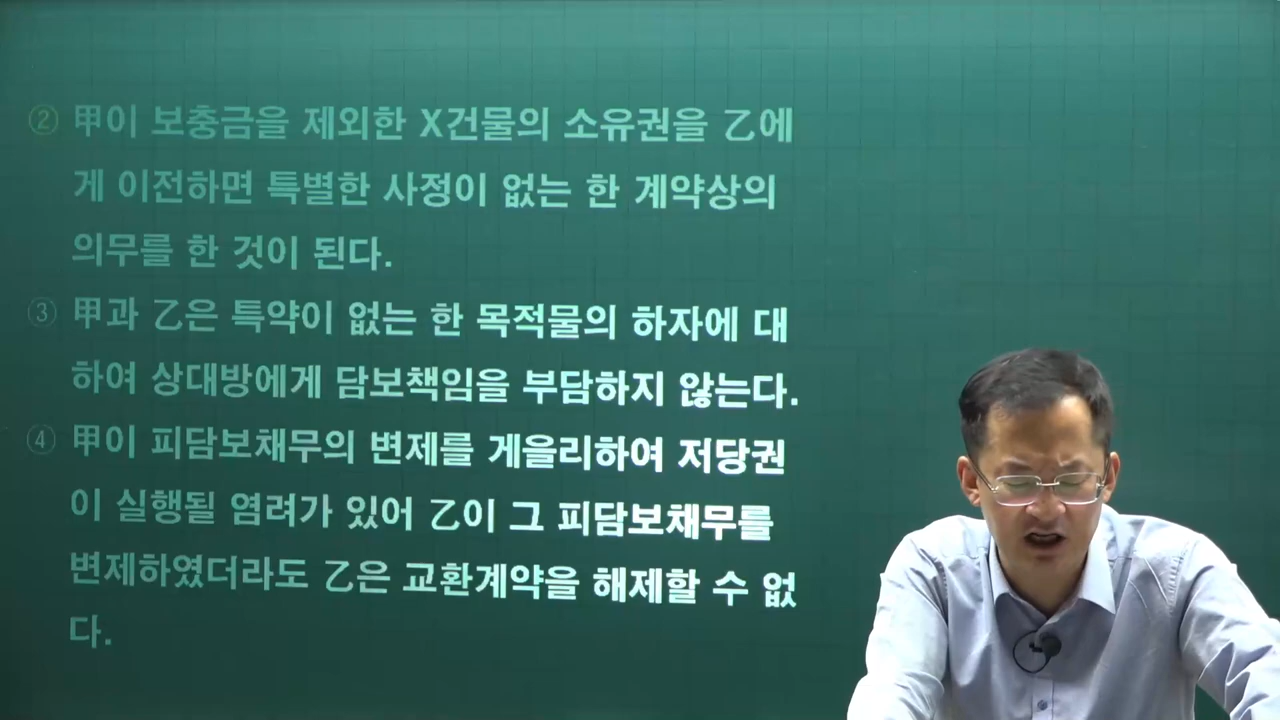 ② 甲이 보충금을 제외한 X건물의 소유권을 乙에
게 이전하면 특별한 사정이 없는 한 계약상의
의무를 한 것이 된다.
③ 甲과 乙은 특약이 없는 한 목적물의 하자에 대
하여 상대방에게 담보책임을 부담하지 않는다.
④ 甲이 피담보채무의 변제를 게을리하여 저당권
이 실행될 염려가 있어 乙이 그 피담보채무를
변제하였더라도 乙은 교환계약을 해제할 수 없
다.